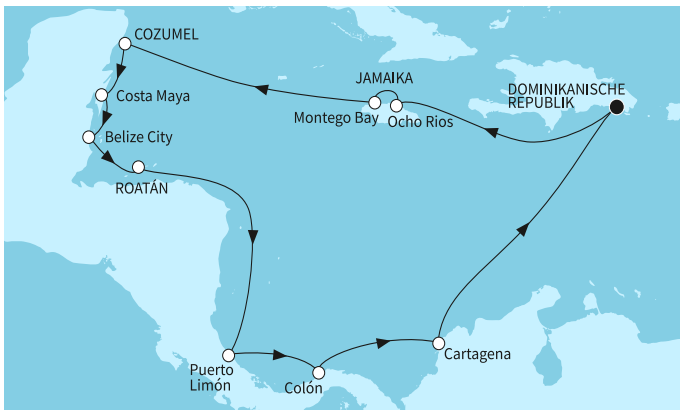 COZUMEL
Costa Maya
Belize City
ROATÁN
JAMAIKA
Montego Bay
Ocho Rios
DOMINIKANISCHE
REPUBLIK
Puerto
Limón
Colón
Cartagena